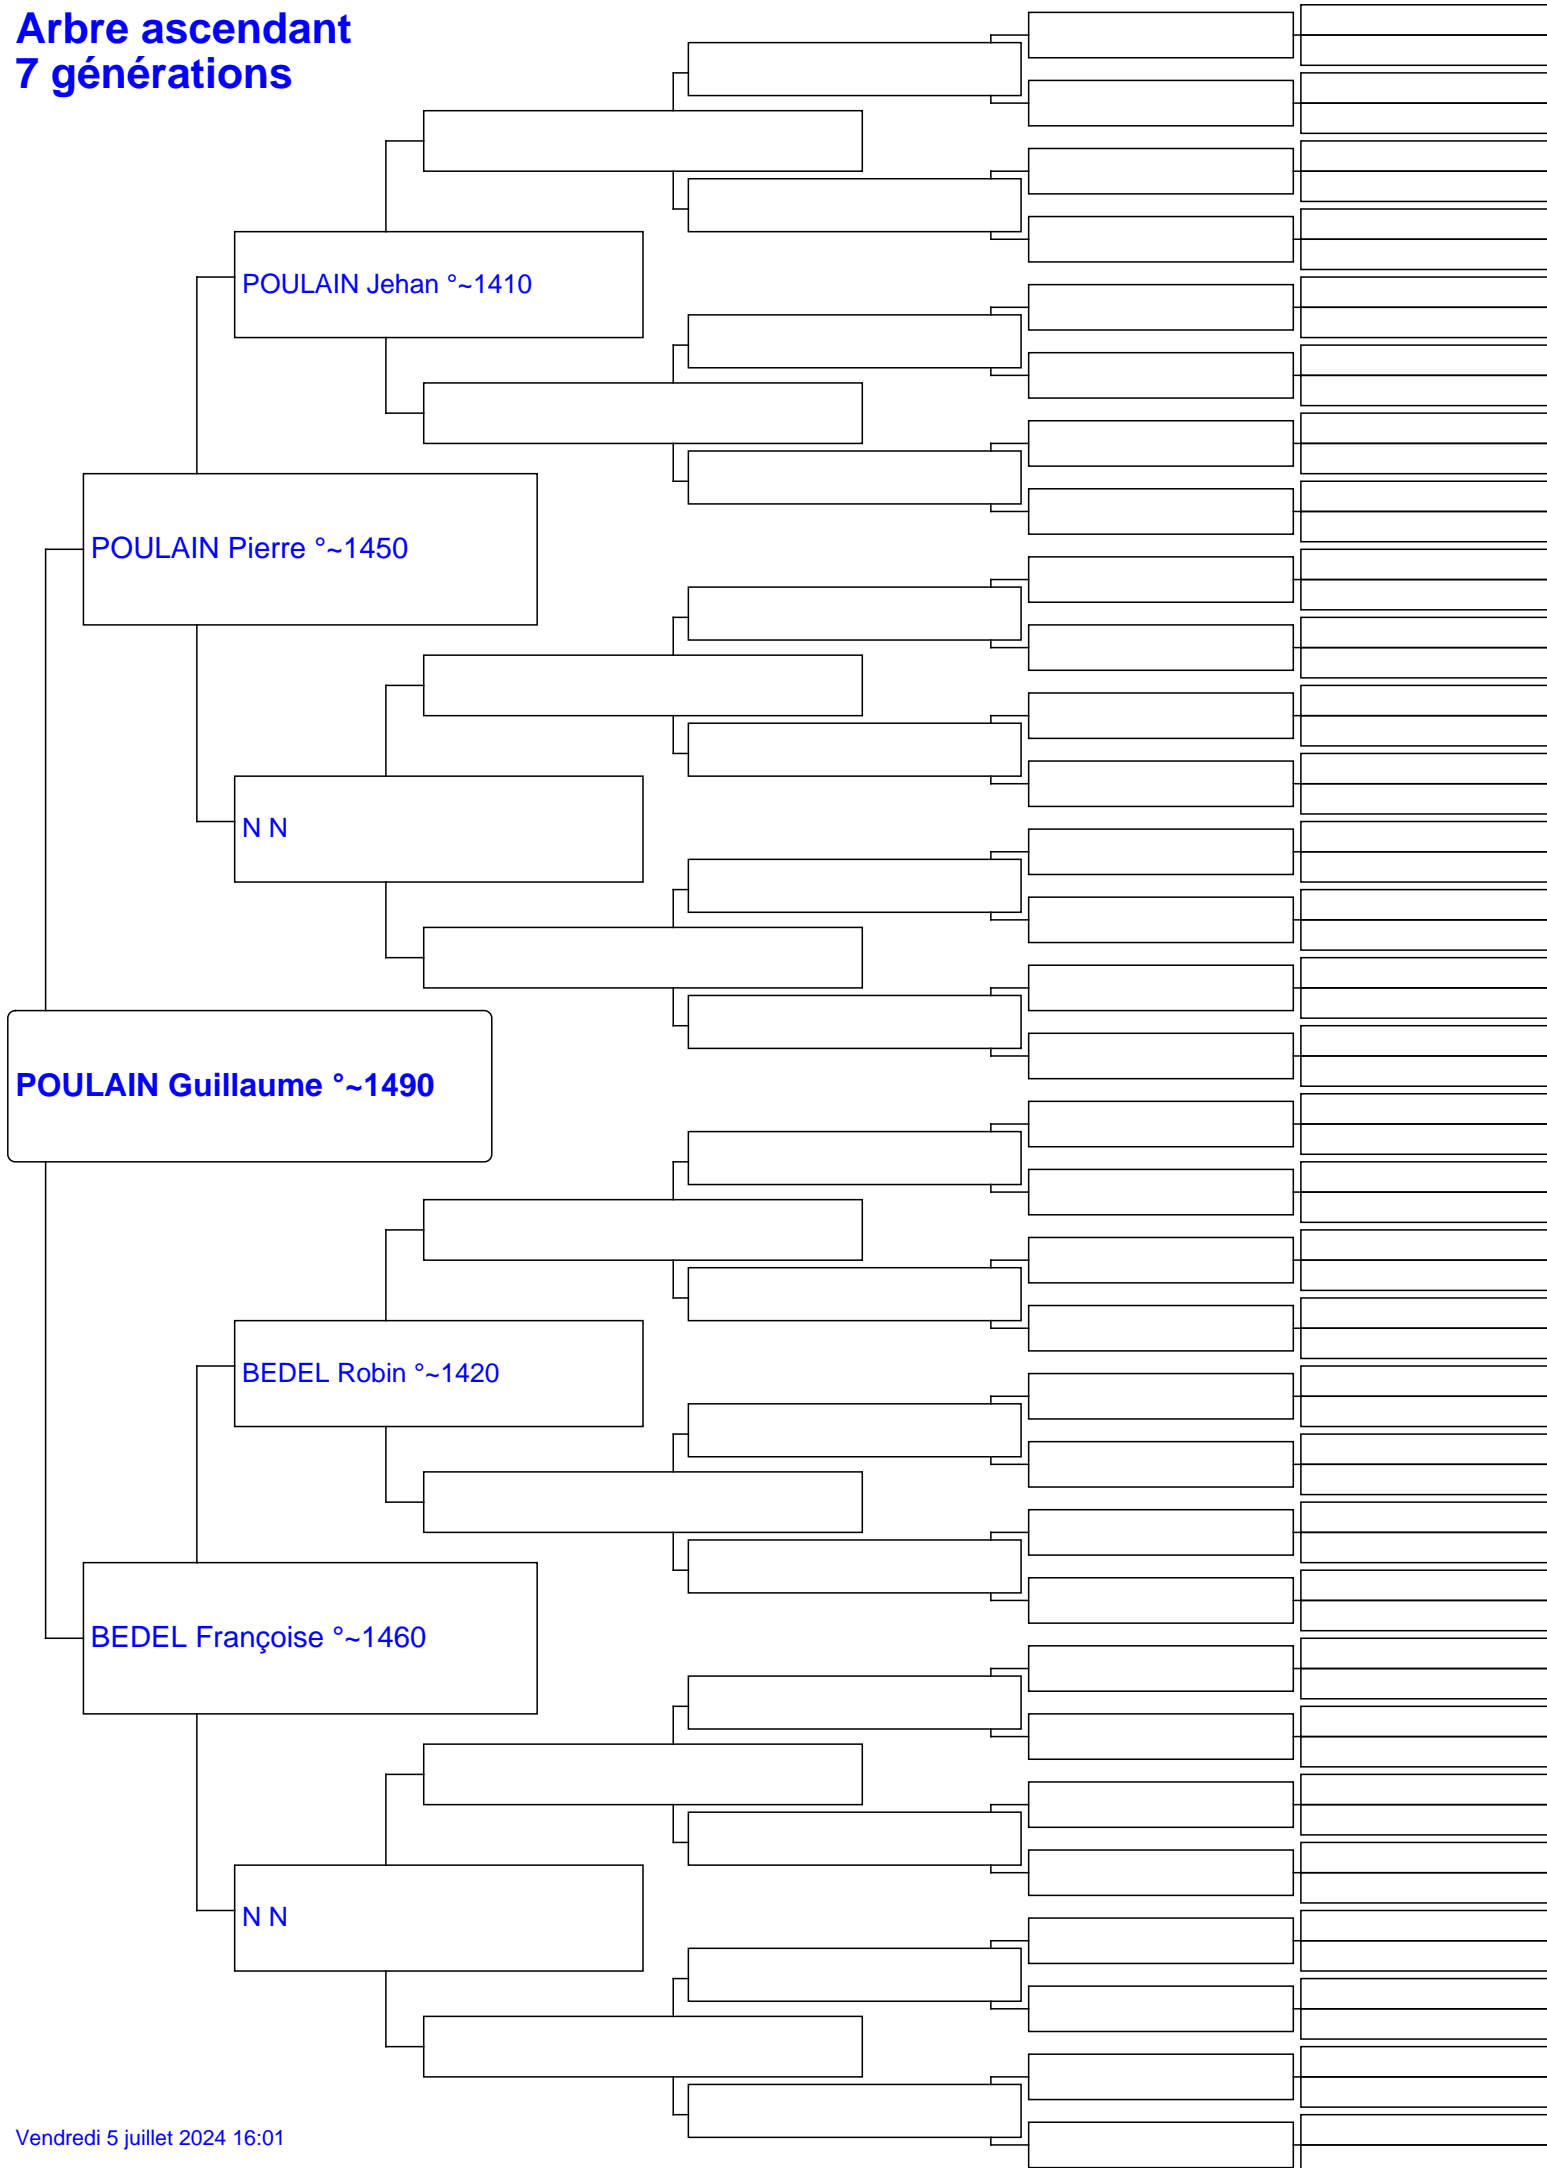 Arbre ascendant
7 générations
POULAIN Jehan °~1410
POULAIN Pierre °~1450
N N
POULAIN Guillaume °~1490
BEDEL Robin °~1420
BEDEL Françoise °~1460
N N
Vendredi 5 juillet 2024 16:01